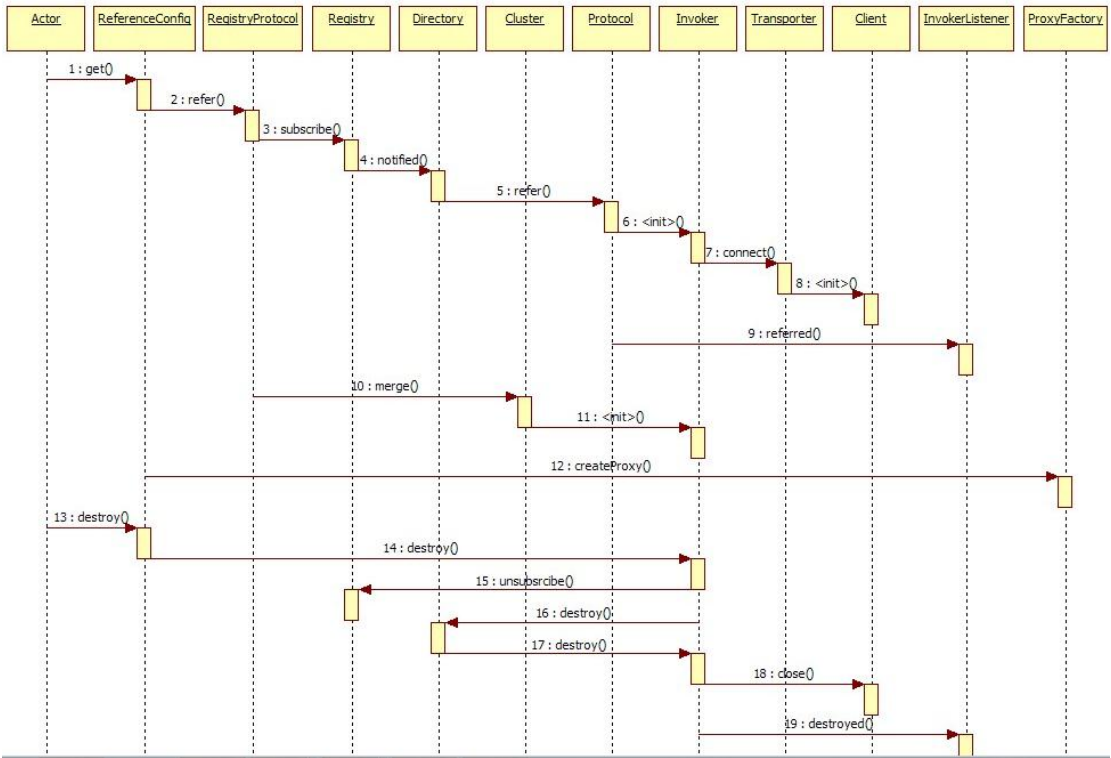 Actor
ReferenceConfig
RegistryProtocol
Registry
Directory
Cluster
Protocol
Invoker
Transporter
Client
InvokerListener
ProxyFactory
1 : get()
2 : refer()
3 : subscribe()
4 : notified()
5 : refer()
6 : <init>()
7 : connect()
8 : <init>()
9 : referred()
10 : merge()
11 : <init>()
12 : createProxy()
13 : destroy()
14 : destroy()
15 : unsubsrcibe()
16 : destroy()
17 : destroy()
18 : close()
19 : destroyed()